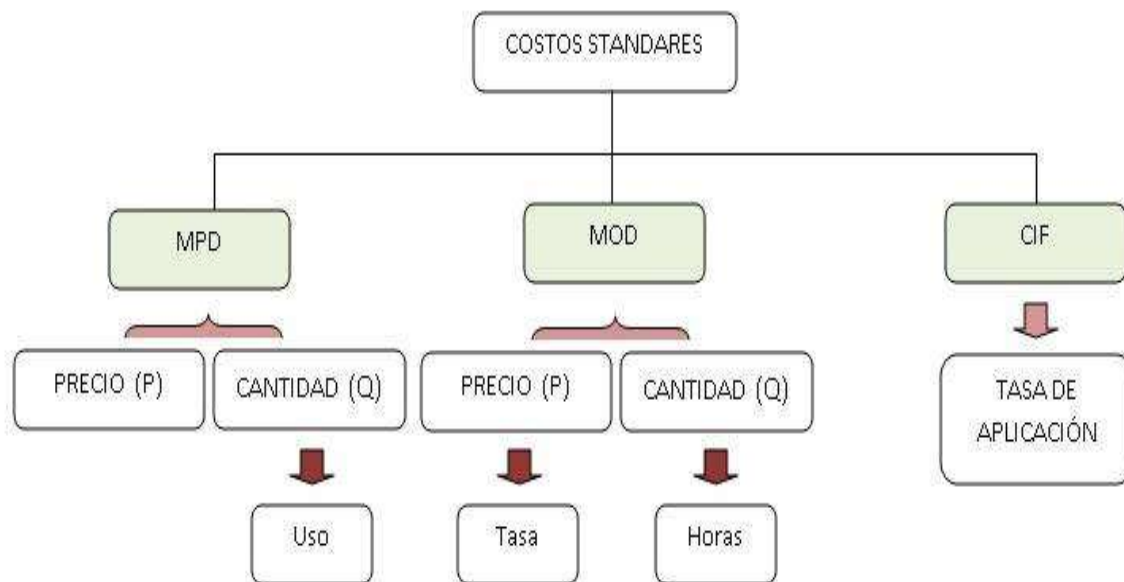 COSTOS STANDARES
MPD
MOD
CIF
PRECIO (P)
CANTIDAD (Q)
PRECIO (P)
CANTIDAD (Q)
TASA DE
APLICACIÓN
Uso
Tasa
Horas